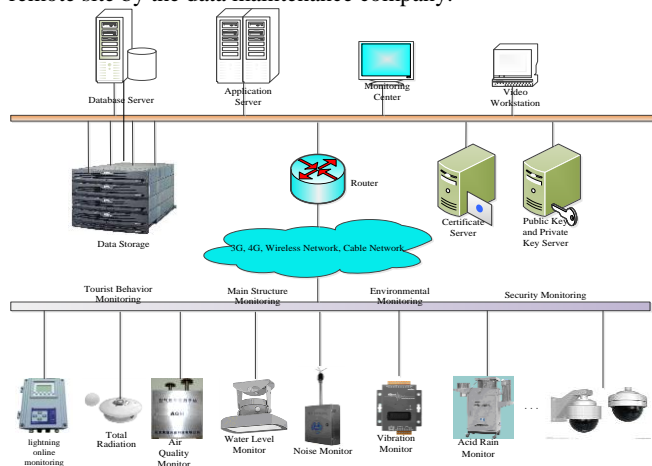 remote site by the data maintenance company.
Database Server
Application
Server
Monitoring
Center
Video
Workstation
Router
Data Storage
Certificate
Server
Public Key
and Private
Key Server
3G, 4G, Wireless Network, Cable Network,
Tourist Behavior
Monitoring
Main Structure
Monitoring
Environmental
Monitoring
Security Monitoring
AGH
lightning
online
monitoring
Total
Radiation
Air
Quality
Monitor
Water Level
Monitor
Noise Monitor
Vibration
Monitor
Acid Rain
Monitor
. . .